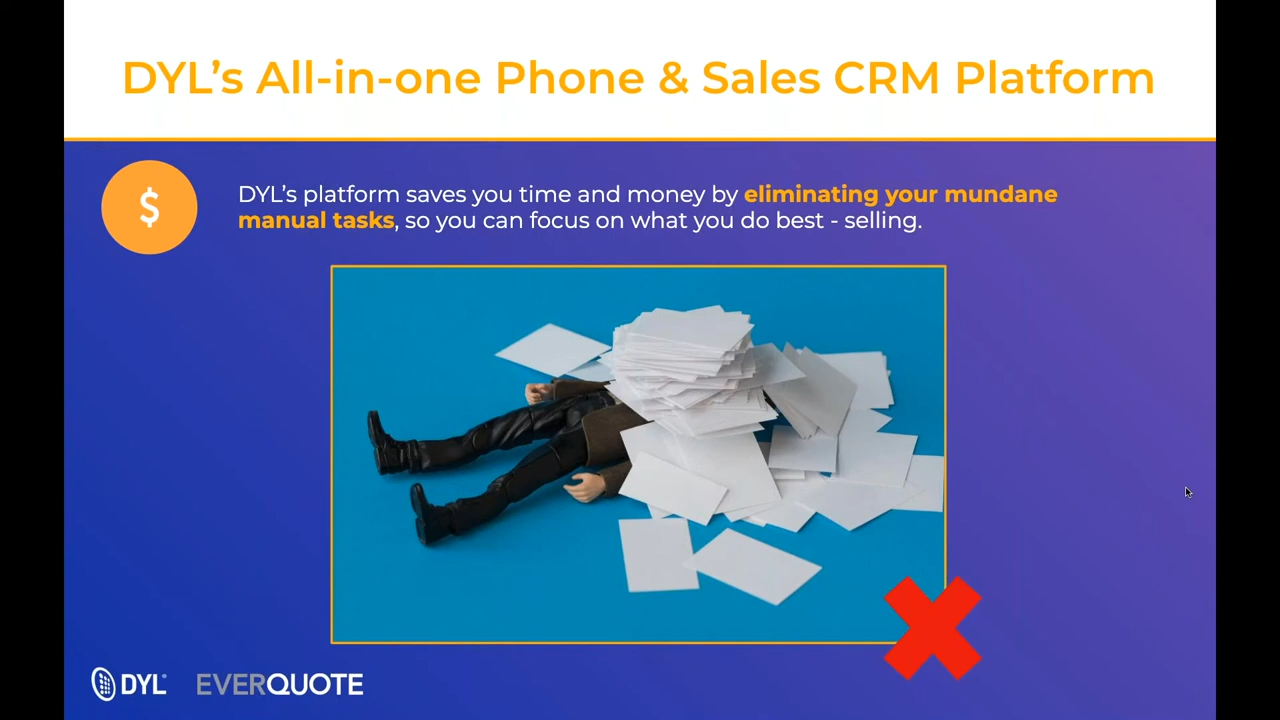 DYL’s All-in-one Phone & Sales CRM Platform
$
DYL’s platform saves you time and money by eliminating your mundane
manual tasks, so you can focus on what you do best - selling.
DYL
EVERQUOTE